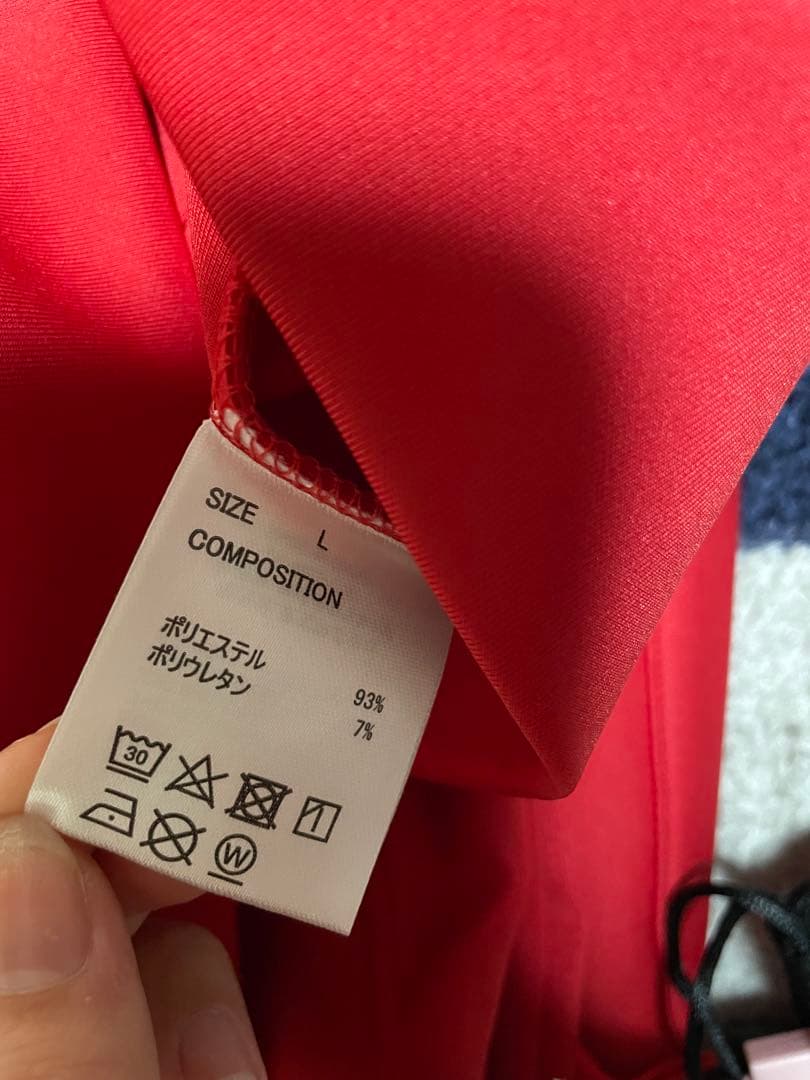 SIZE L
COMPOSITION
ポリエステル 93%
ポリウレタン 7%
30
W